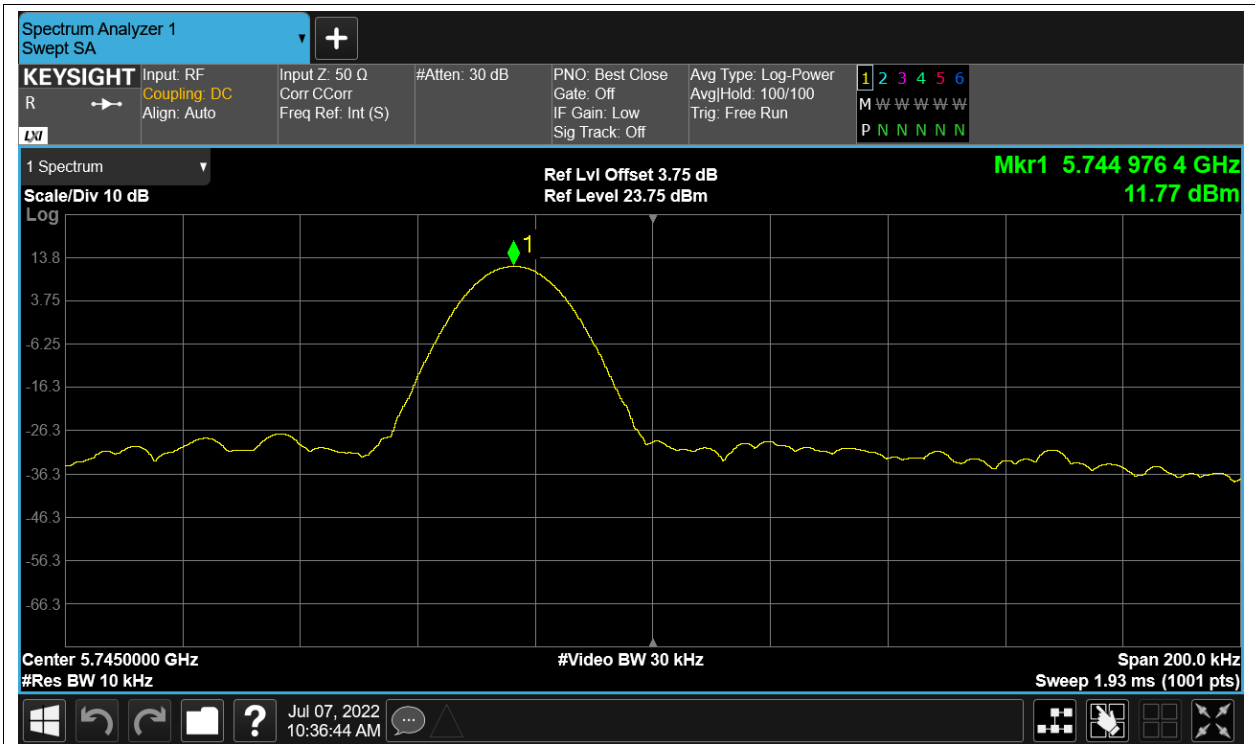 Spectrum Analyzer 1
Swept SA
KEYSIGHT
R
LXI
Input: RF
Coupling: DC
Align: Auto
Input Z: 50 Ω
Corr CCorr
Freq Ref: Int (S)
#Atten: 30 dB
PNO: Best Close
Gate: Off
IF Gain: Low
Sig Track: Off
Avg Type: Log-Power
Avg|Hold: 100/100
Trig: Free Run
1 2 3 4 5 6
M W W W W W
P N N N N N
1 Spectrum
Scale/Div 10 dB
Log
Ref Lvl Offset 3.75 dB
Ref Level 23.75 dBm
Mkr1 5.744 976 4 GHz
11.77 dBm
1
13.8
3.75
-6.25
-16.3
-26.3
-36.3
-46.3
-56.3
-66.3
Center 5.7450000 GHz
#Res BW 10 kHz
#Video BW 30 kHz
Span 200.0 kHz
Sweep 1.93 ms (1001 pts)
?
Jul 07, 2022
10:36:44 AM